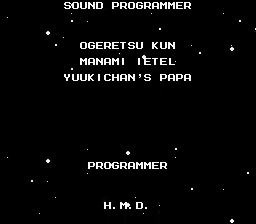 SOUND PROGRAMMER
OGERETSU KUN
MANAMI IETEL
YUUKICHAN'S PAPA
PROGRAMMER
H.M.D.